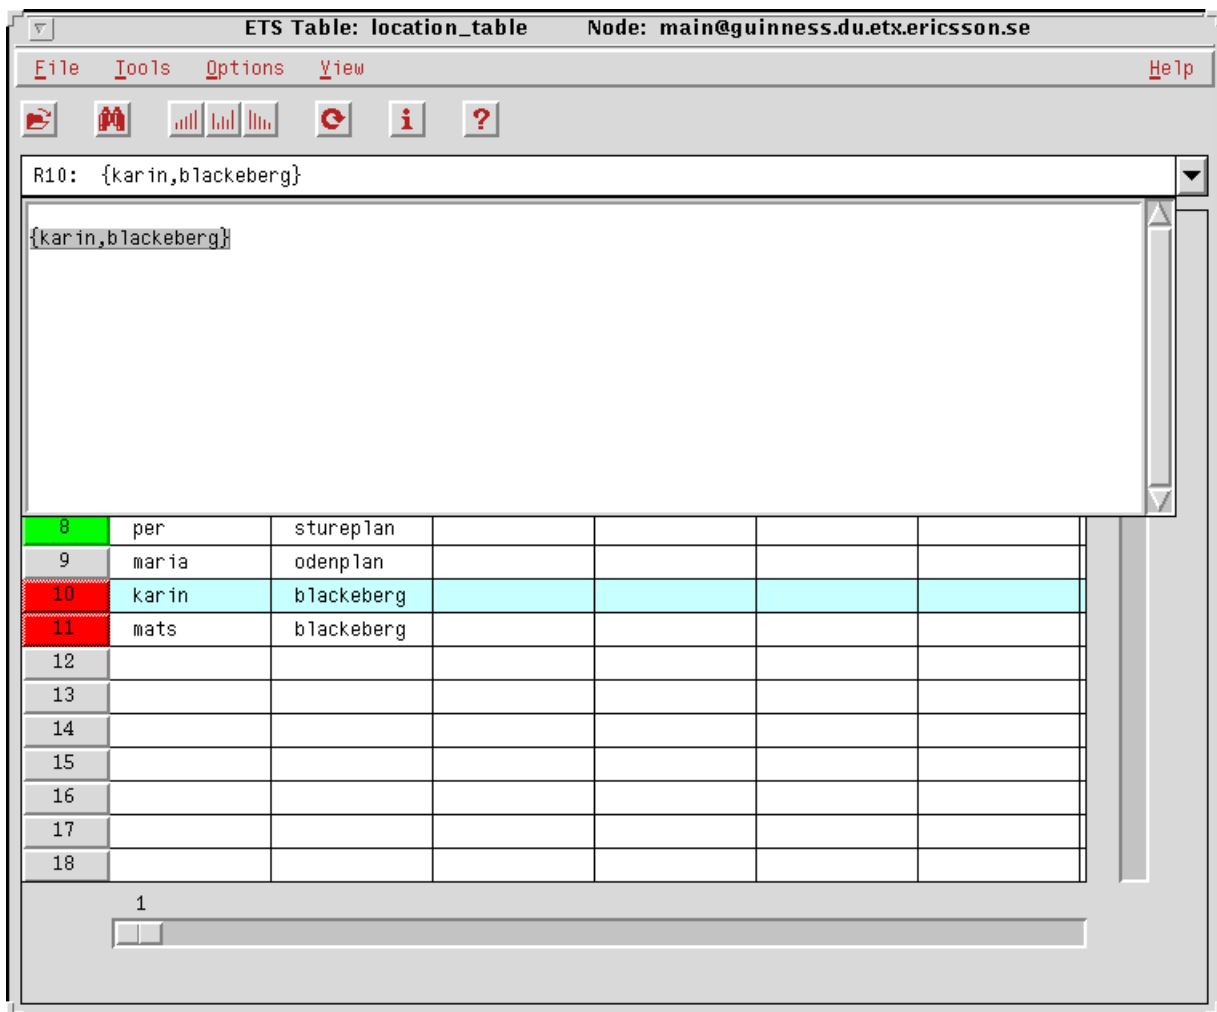 ETS Table: location_table Node: main@guinness.du.etx.ericsson.se
File Tools Options View Help
R10: {karin,blackeberg}
{karin,blackeberg}
8 per stureplan
9 maria odenplan
10 karin blackeberg
11 mats blackeberg
12
13
14
15
16
17
18
1